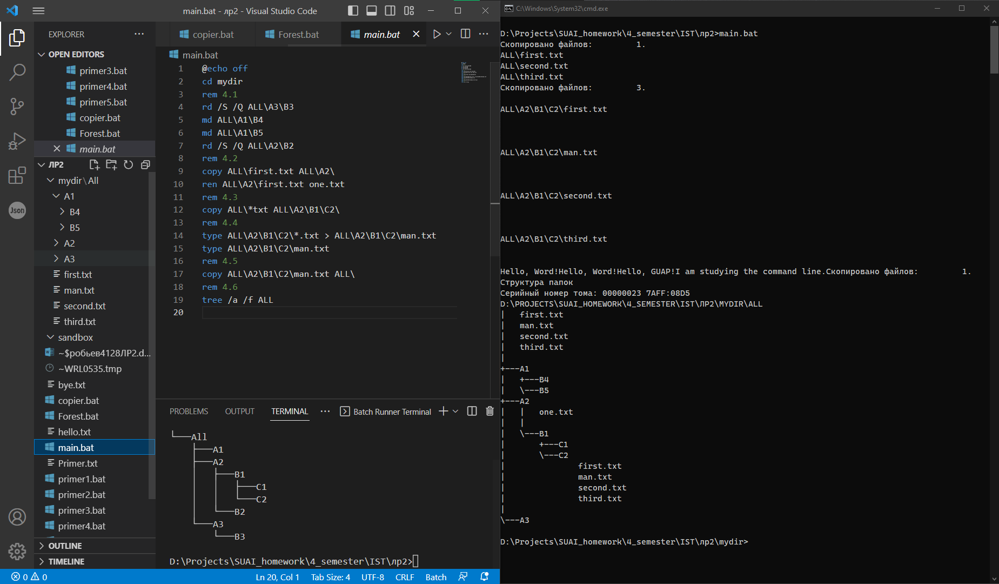 main.bat - лр2 - Visual Studio Code
EXPLORER
OPEN EDITORS
primer3.bat
primer4.bat
primer5.bat
copier.bat
Forest.bat
main.bat
ЛР2
mydir\All
A1
B4
B5
A2
A3
first.txt
man.txt
second.txt
third.txt
sandbox
~$робьев4128ЛР2.d...
~WRL0535.tmp
bye.txt
copier.bat
Forest.bat
hello.txt
main.bat
Primer.txt
primer1.bat
primer2.bat
primer3.bat
primer4.bat
OUTLINE
TIMELINE
Json
copier.bat
Forest.bat
main.bat
main.bat
1 @echo off
2 cd mydir
3 rem 4.1
4 rd /S /Q ALL\A3\B3
5 md ALL\A1\B4
6 md ALL\A1\B5
7 rd /S /Q ALL\A2\B2
8 rem 4.2
9 copy ALL\first.txt ALL\A2\
10 ren ALL\A2\first.txt one.txt
11 rem 4.3
12 copy ALL\*txt ALL\A2\B1\C2\
13 rem 4.4
14 type ALL\A2\B1\C2\*.txt > ALL\A2\B1\C2\man.txt
15 type ALL\A2\B1\C2\man.txt
16 rem 4.5
17 copy ALL\A2\B1\C2\man.txt ALL\
18 rem 4.6
19 tree /a /f ALL
20
PROBLEMS OUTPUT TERMINAL ... Batch Runner Terminal
└───All
├───A1
├───A2
│ ├───B1
│ │ ├───C1
│ │ └───C2
│ └───B2
└───A3
└───B3
D:\Projects\SUAI_homework\4_semester\IST\лр2>
0 0 Ln 20, Col 1 Tab Size: 4 UTF-8 CRLF Batch
C:\Windows\System32\cmd.exe
D:\Projects\SUAI_homework\4_semester\IST\лр2>main.bat
Скопировано файлов: 1.
ALL\first.txt
ALL\second.txt
ALL\third.txt
Скопировано файлов: 3.
ALL\A2\B1\C2\first.txt
ALL\A2\B1\C2\man.txt
ALL\A2\B1\C2\second.txt
ALL\A2\B1\C2\third.txt
Hello, Word!Hello, Word!Hello, GUAP!I am studying the command line.Скопировано файлов: 1.
Структура папок
Серийный номер тома: 00000023 7AFF:08D5
D:\PROJECTS\SUAI_HOMEWORK\4_SEMESTER\IST\ЛР2\MYDIR\ALL
| first.txt
| man.txt
| second.txt
| third.txt
|
+---A1
| +---B4
| \---B5
+---A2
| | one.txt
| |
| \---B1
| +---C1
| \---C2
| first.txt
| man.txt
| second.txt
| third.txt
|
\---A3
D:\Projects\SUAI_homework\4_semester\IST\лр2\mydir>